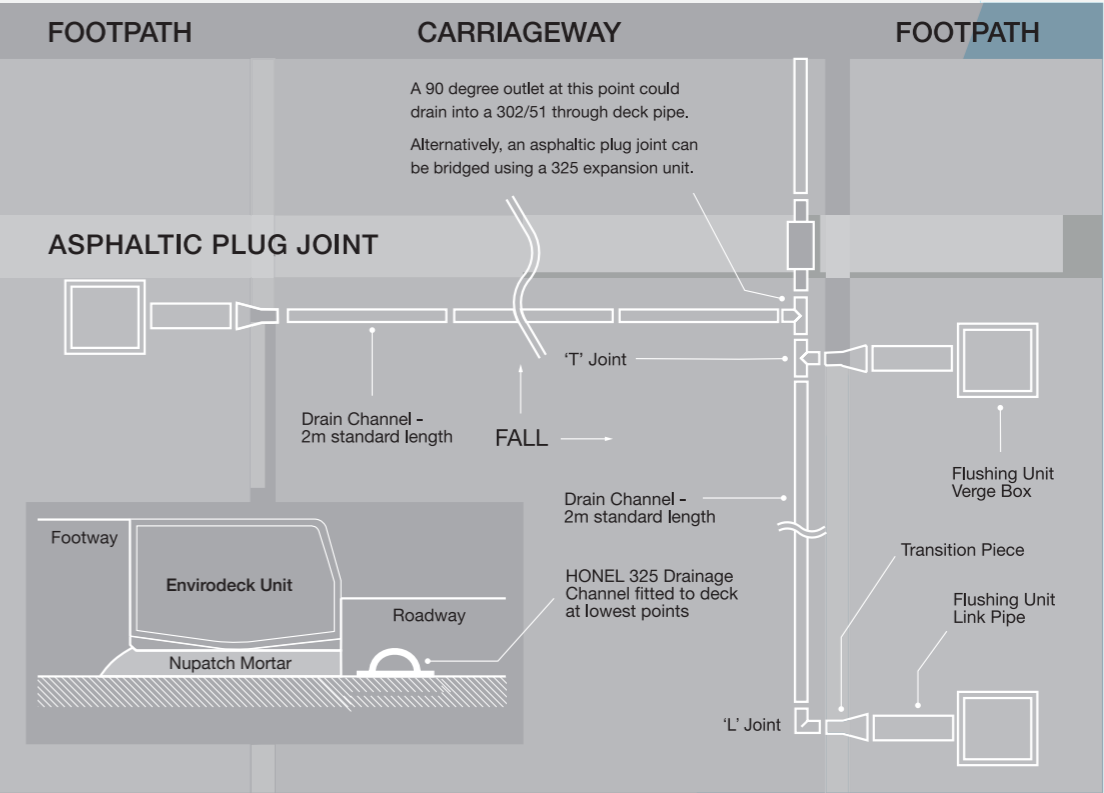 FOOTPATH
CARRIAGEWAY
FOOTPATH
A 90 degree outlet at this point could
drain into a 302/51 through deck pipe.
Alternatively, an asphaltic plug joint can
be bridged using a 325 expansion unit.
ASPHALTIC PLUG JOINT
'T' Joint
Drain Channel -
2m standard length
FALL
Flushing Unit
Verge Box
Drain Channel -
2m standard length
Transition Piece
HONEL 325 Drainage
Channel fitted to deck
at lowest points
Flushing Unit
Link Pipe
'L' Joint
Footway
Envirodeck Unit
Roadway
Nupatch Mortar